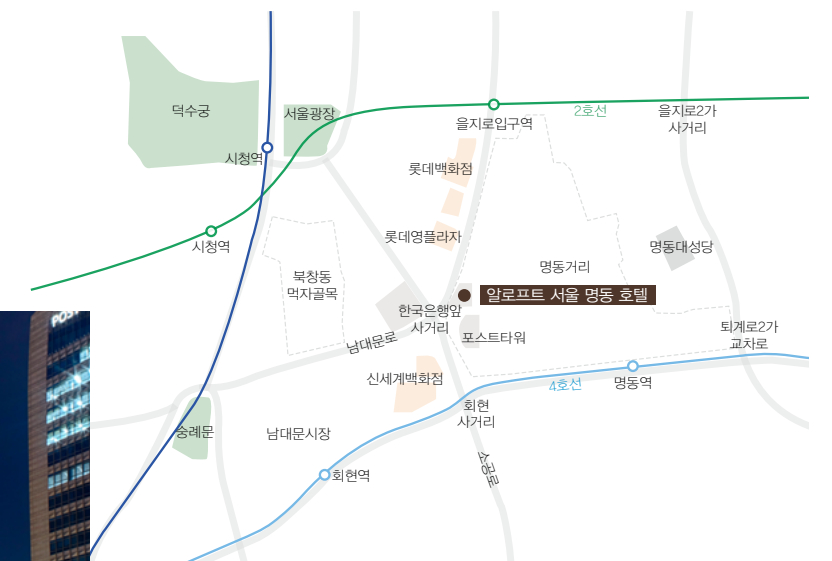 덕수궁
서울광장
을지로입구역
2호선
을지로2가
사거리
시청역
롯데백화점
시청역
롯데영플라자
명동대성당
명동거리
북창동
먹자골목
알로프트 서울 명동 호텔
한국은행앞
사거리
POST
포스트타워
퇴계로2가
교차로
남대문로
신세계백화점
4호선
명동역
회현
사거리
숭례문
남대문시장
소공로
회현역